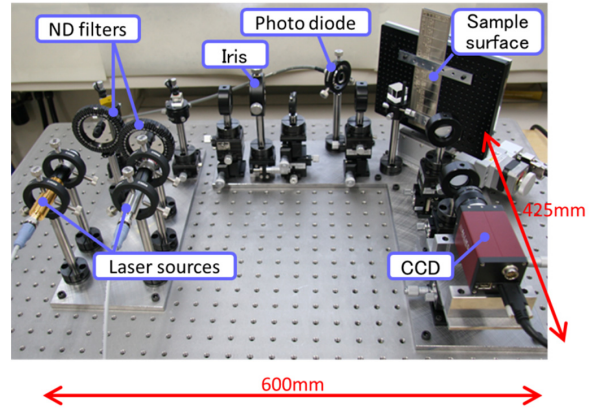 Photo diode
ND filters
Iris
Sample
surface
425mm
Laser sources
CCD
600mm